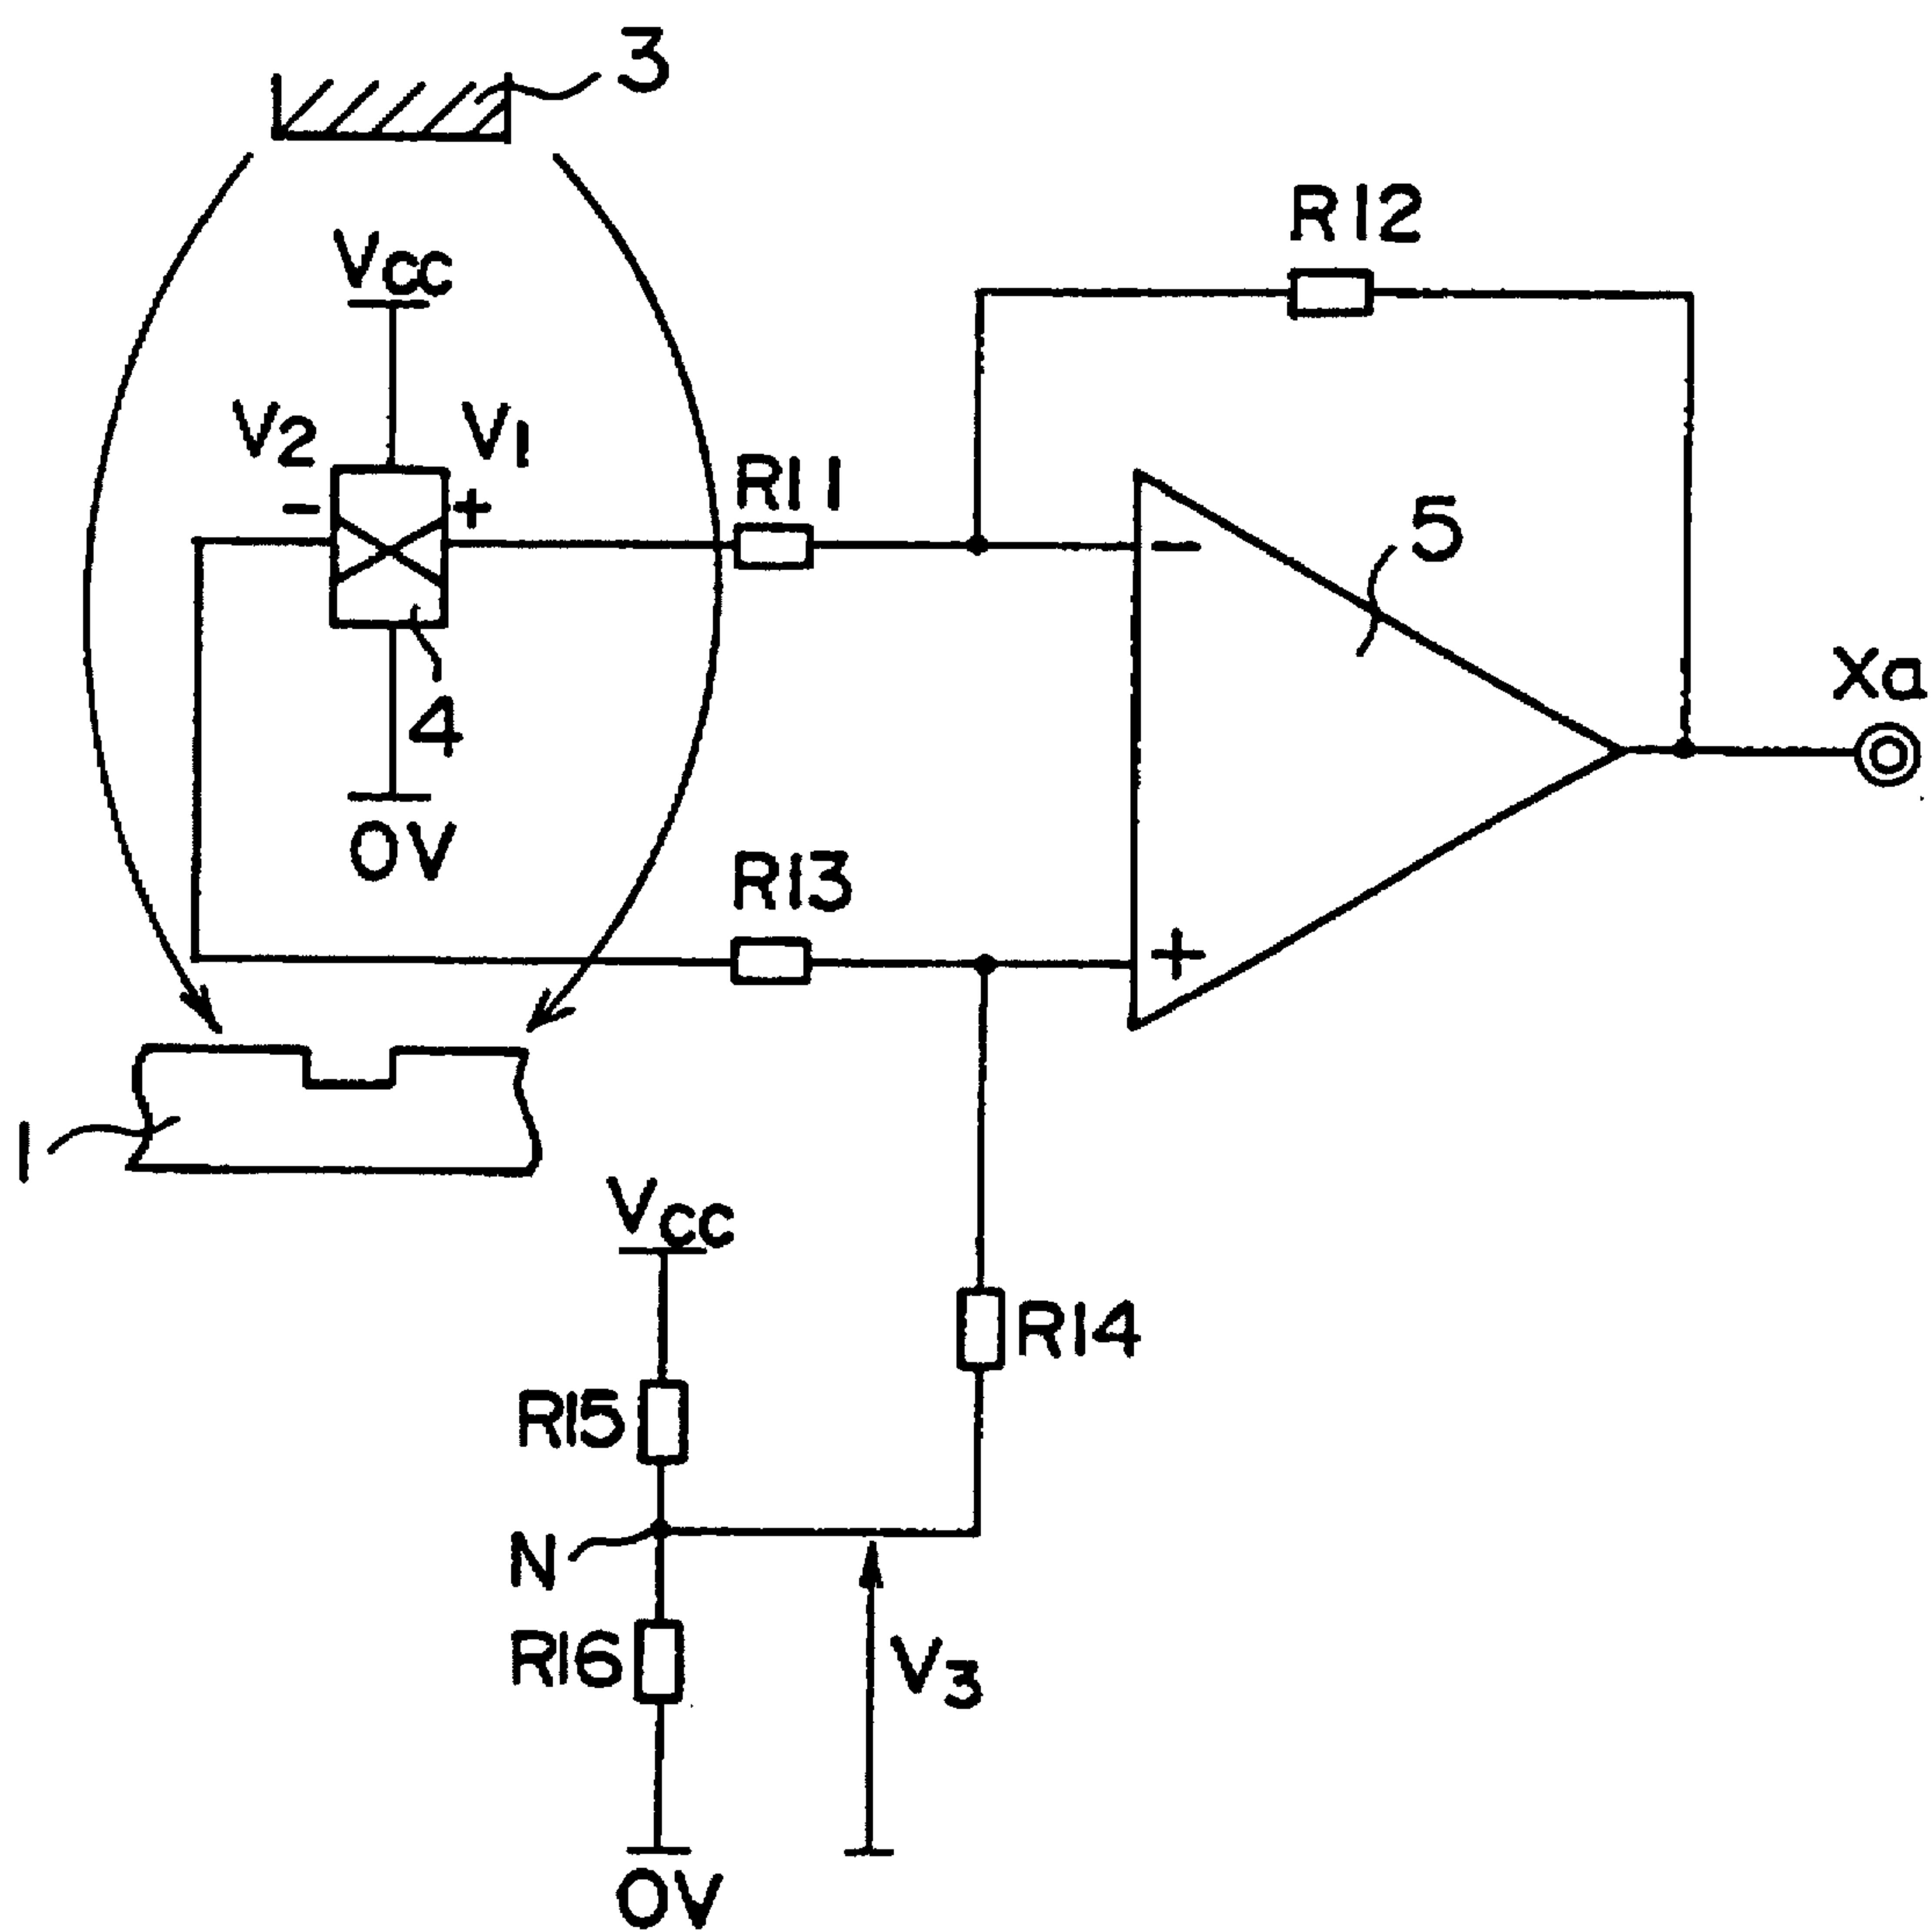 3
R12
Vcc
V2
V1
-
+
R11
-
5
Xa
4
0V
R13
+
1
Vcc
R14
R15
N
R16
V3
0V